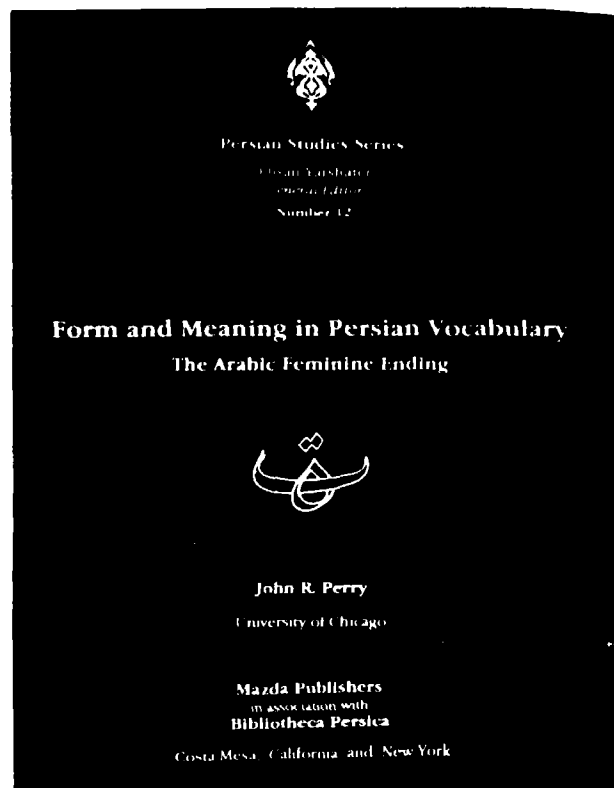 Persian Studies Series
Ehsan Yarshater
General Editor
Number 12
Form and Meaning in Persian Vocabulary
The Arabic Feminine Ending
John R. Perry
University of Chicago
Mazda Publishers
in association with
Bibliotheca Persica
Costa Mesa, California and New York